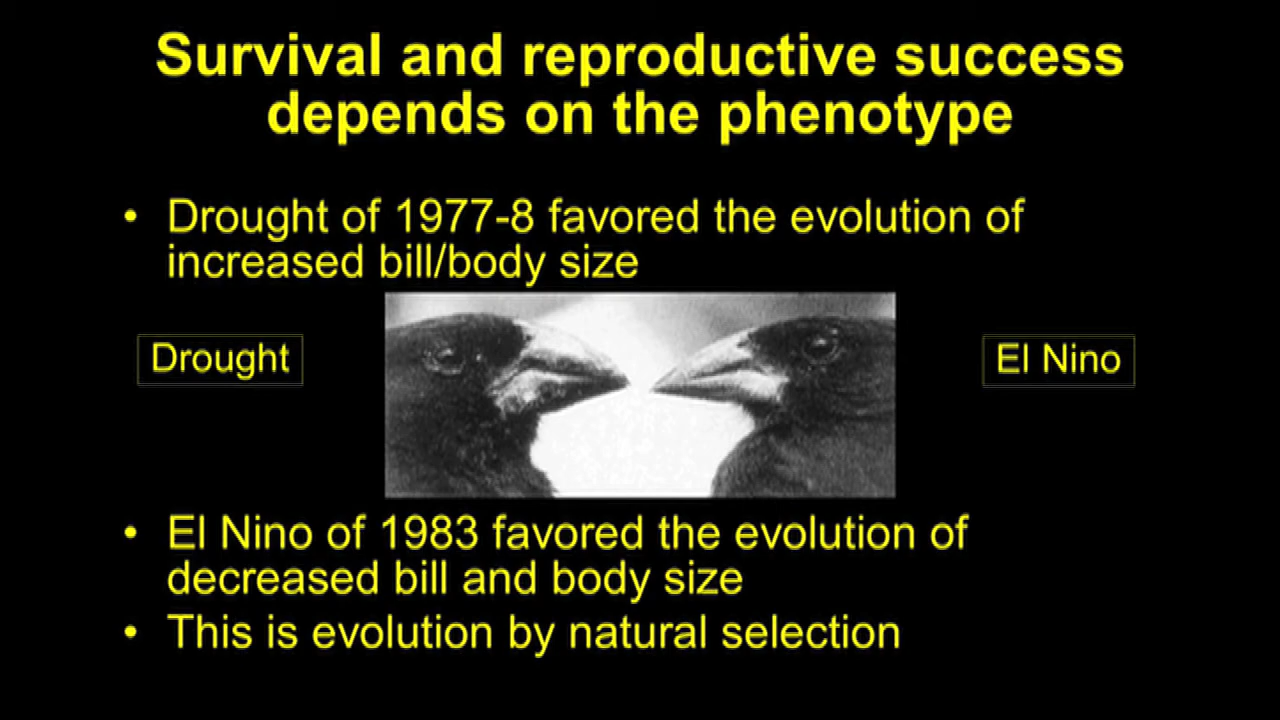 Survival and reproductive success
depends on the phenotype
• Drought of 1977-8 favored the evolution of
increased bill/body size
Drought
El Nino
• El Nino of 1983 favored the evolution of
decreased bill and body size
• This is evolution by natural selection